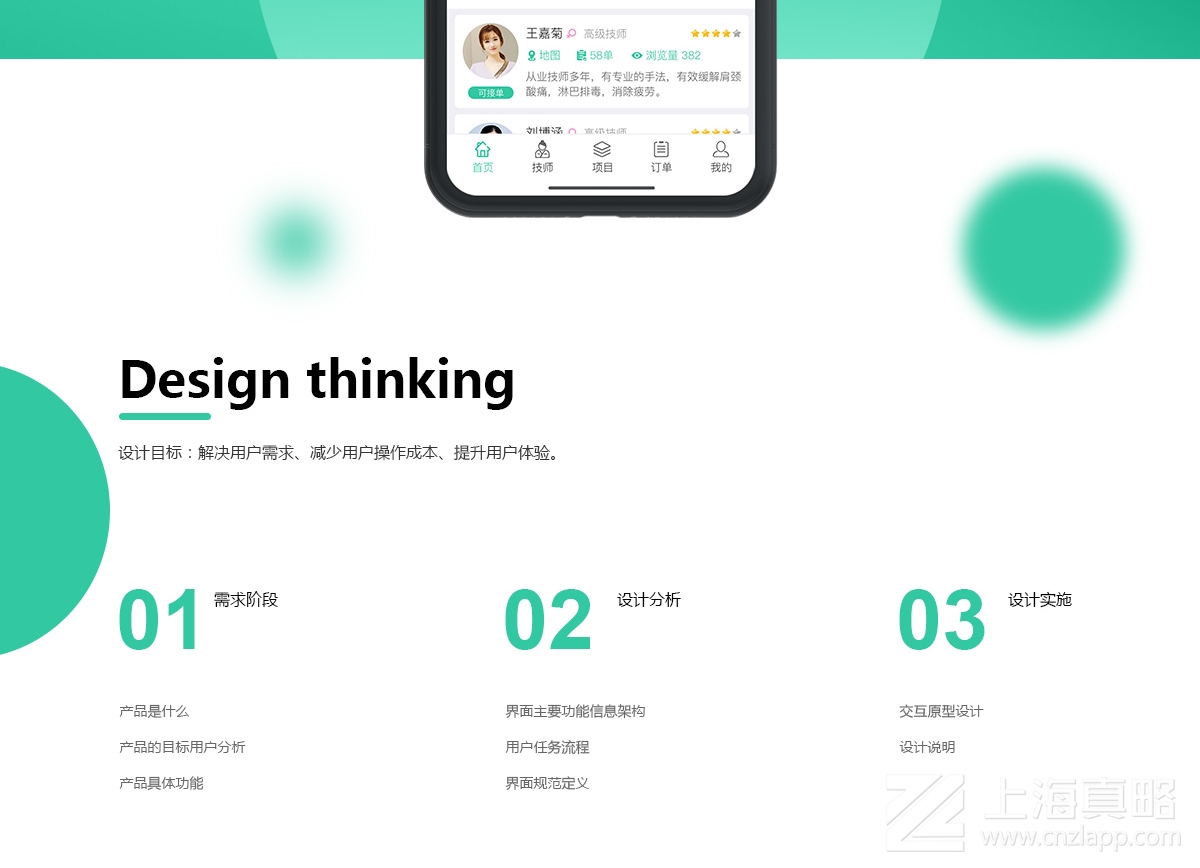 王嘉菊 高级技师
地图 58单 浏览量 382
从业技师多年，有专业的手法，有效缓解肩颈
酸痛，淋巴排毒，消除疲劳。
可接单
刘博涵 高级技师
首页 技师 项目 订单 我的
Design thinking
设计目标：解决用户需求、减少用户操作成本、提升用户体验。
01 需求阶段
产品是什么
产品的目标用户分析
产品具体功能
02 设计分析
界面主要功能信息架构
用户任务流程
界面规范定义
03 设计实施
交互原型设计
设计说明
上海真略
www.cnzlapp.com